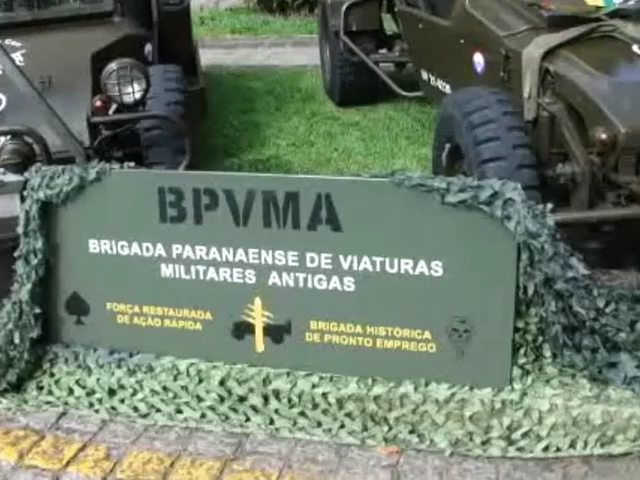 BPVMA
BRIGADA PARANAENSE DE VIATURAS
MILITARES ANTIGAS
FORÇA RESTAURADA
DE AÇÃO RÁPIDA
BRIGADA HISTÓRICA
DE PRONTO EMPREGO